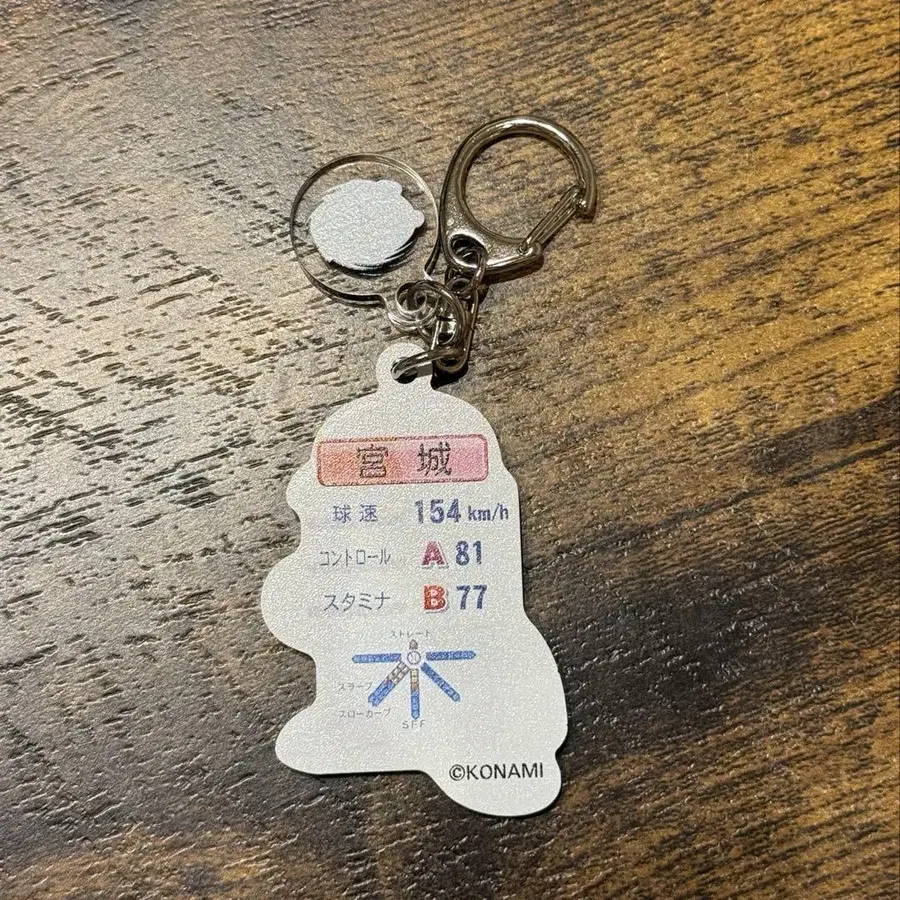 宮城
球速 154 km/h
コントロール A 81
スタミナ B 77
ストレート
スラーブ
スローカーブ
SFF
©KONAMI